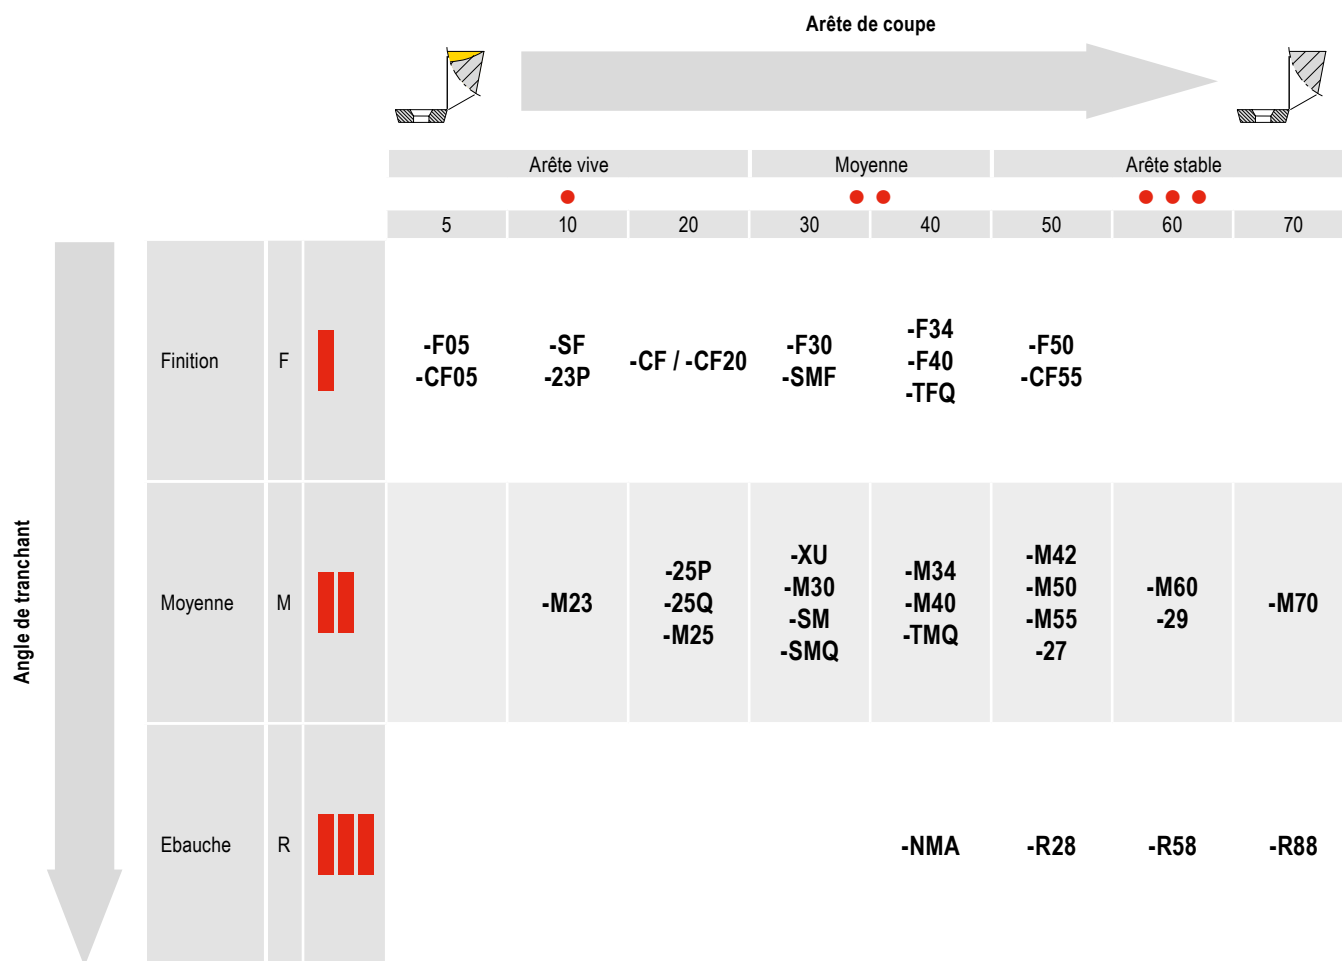 Arête de coupe
Arête vive Moyenne Arête stable
5 10 20 30 40 50 60 70
Angle de tranchant
Finition F
-F05
-CF05
-SF
-23P
-CF / -CF20
-F30
-SMF
-F34
-F40
-TFQ
-F50
-CF55
Moyenne M
-M23
-25P
-25Q
-M25
-XU
-M30
-SM
-SMQ
-M34
-M40
-TMQ
-M42
-M50
-M55
-27
-M60
-29
-M70
Ebauche R
-NMA
-R28
-R58
-R88